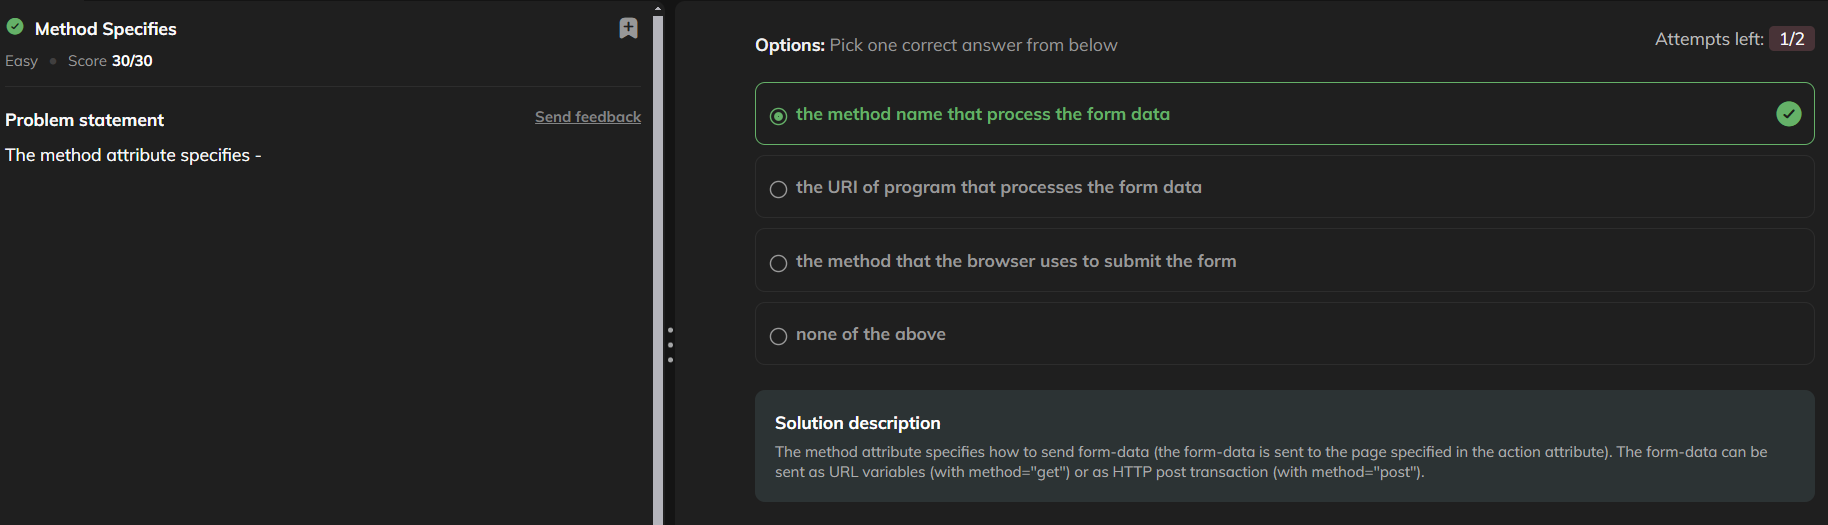 Method Specifies
Easy • Score 30/30
Problem statement
Send feedback
The method attribute specifies -
Options: Pick one correct answer from below
Attempts left: 1/2
the method name that process the form data
the URI of program that processes the form data
the method that the browser uses to submit the form
none of the above
Solution description
The method attribute specifies how to send form-data (the form-data is sent to the page specified in the action attribute). The form-data can be
sent as URL variables (with method="get") or as HTTP post transaction (with method="post").